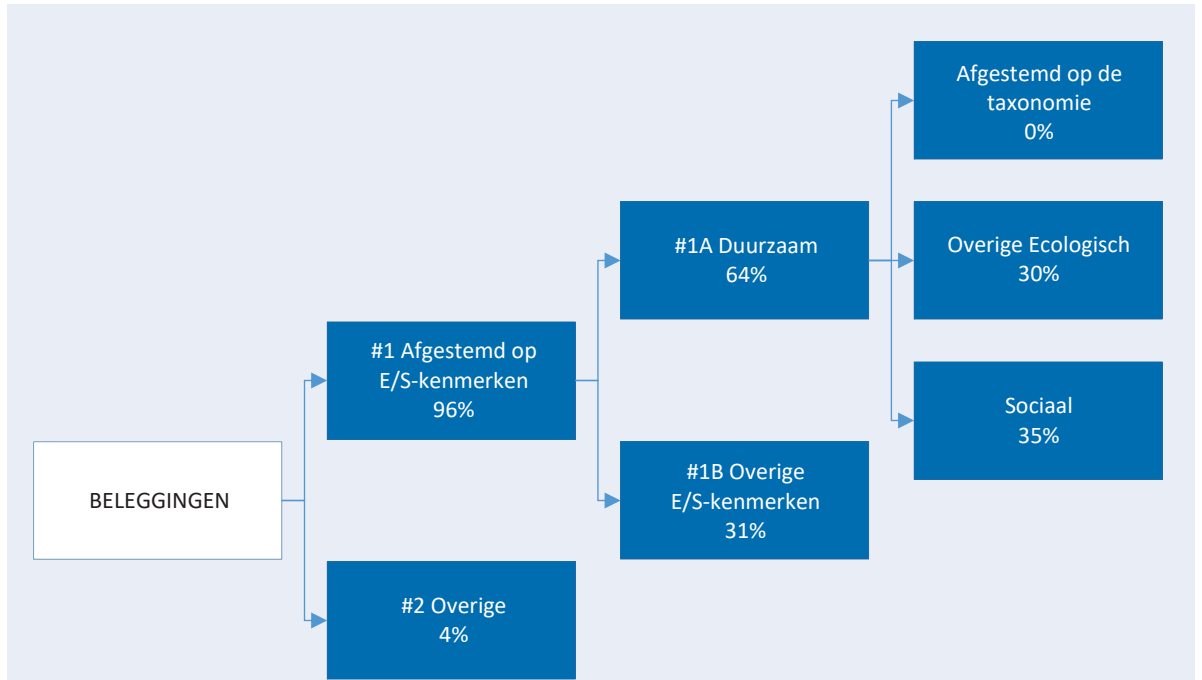 BELEGGINGEN
#1 Afgestemd op
E/S-kenmerken
96%
#2 Overige
4%
#1A Duurzaam
64%
#1B Overige
E/S-kenmerken
31%
Afgestemd op de
taxonomie
0%
Overige Ecologisch
30%
Sociaal
35%